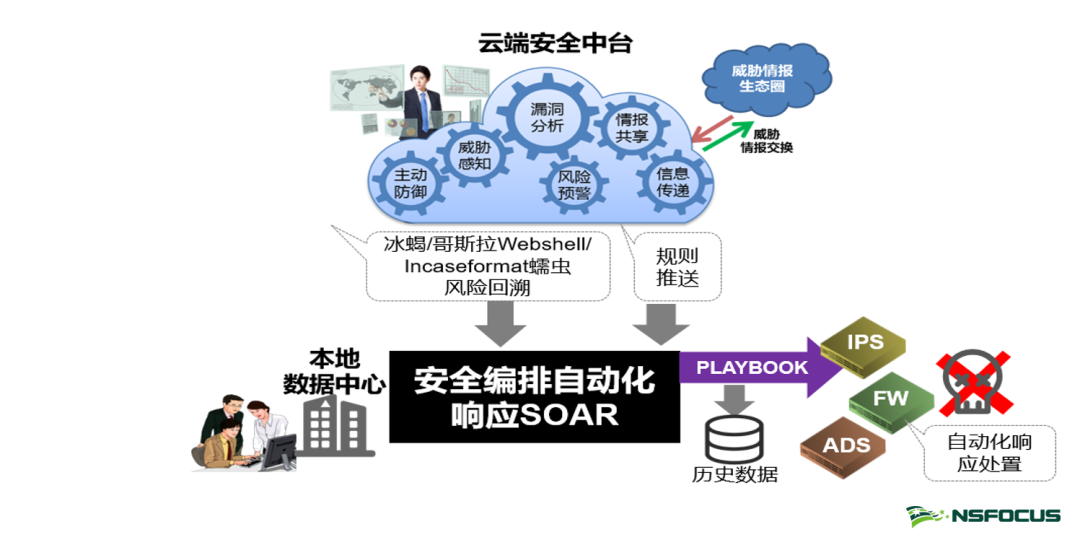 云端安全中台
威胁情报
生态圈
漏洞
分析
情报
共享
威胁
感知
威胁
情报交换
主动
防御
风险
预警
信息
传递
冰蝎/哥斯拉Webshell/
Incaseformat蠕虫
风险回溯
规则
推送
本地
数据中心
安全编排自动化
响应SOAR
PLAYBOOK
IPS
FW
ADS
历史数据
自动化响
应处置
NSFOCUS